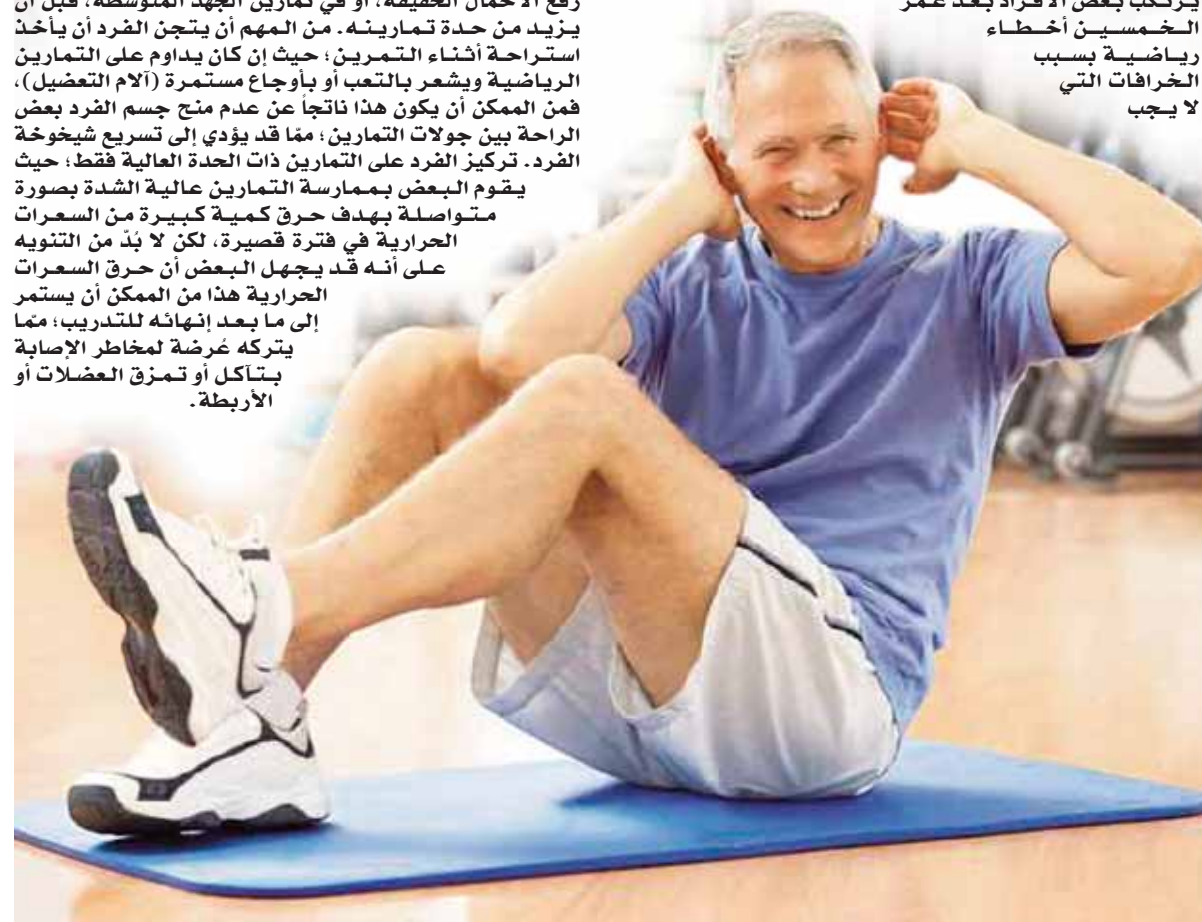 يرتكب بعض الأفراد بعد عمر
الخمسين أخطاء
رياضية بسبب
الخرافات التي
لا يجب
رفع الأحمال الخفيفة، أو في تمارين الجهد المتوسطة، قبل أن
يزيد من حدة تمارينه. من المهم أن يتجن الفرد أن يأخذ
استراحة أثناء التمرين؛ حيث إن كان يداوم على التمارين
الرياضية ويشعر بالتعب أو بأوجاع مستمرة (آلام التعضيل)،
فمن الممكن أن يكون هذا ناتجاً عن عدم منح جسم الفرد بعض
الراحة بين جولات التمارين؛ ممّا قد يؤدي إلى تسريع شيخوخة
الفرد. تركيز الفرد على التمارين ذات الحدة العالية فقط؛ حيث
يقوم البعض بممارسة التمارين عالية الشدة بصورة
متواصلة بهدف حرق كمية كبيرة من السعرات
الحرارية في فترة قصيرة، لكن لا بُدّ من التنويه
على أنه قد يجهل البعض أن حرق السعرات
الحرارية هذا من الممكن أن يستمر
إلى ما بعد إنهائه للتدريب؛ ممّا
يتركه عُرضة لمخاطر الإصابة
بتآكل أو تمزق العضلات أو
الأربطة.